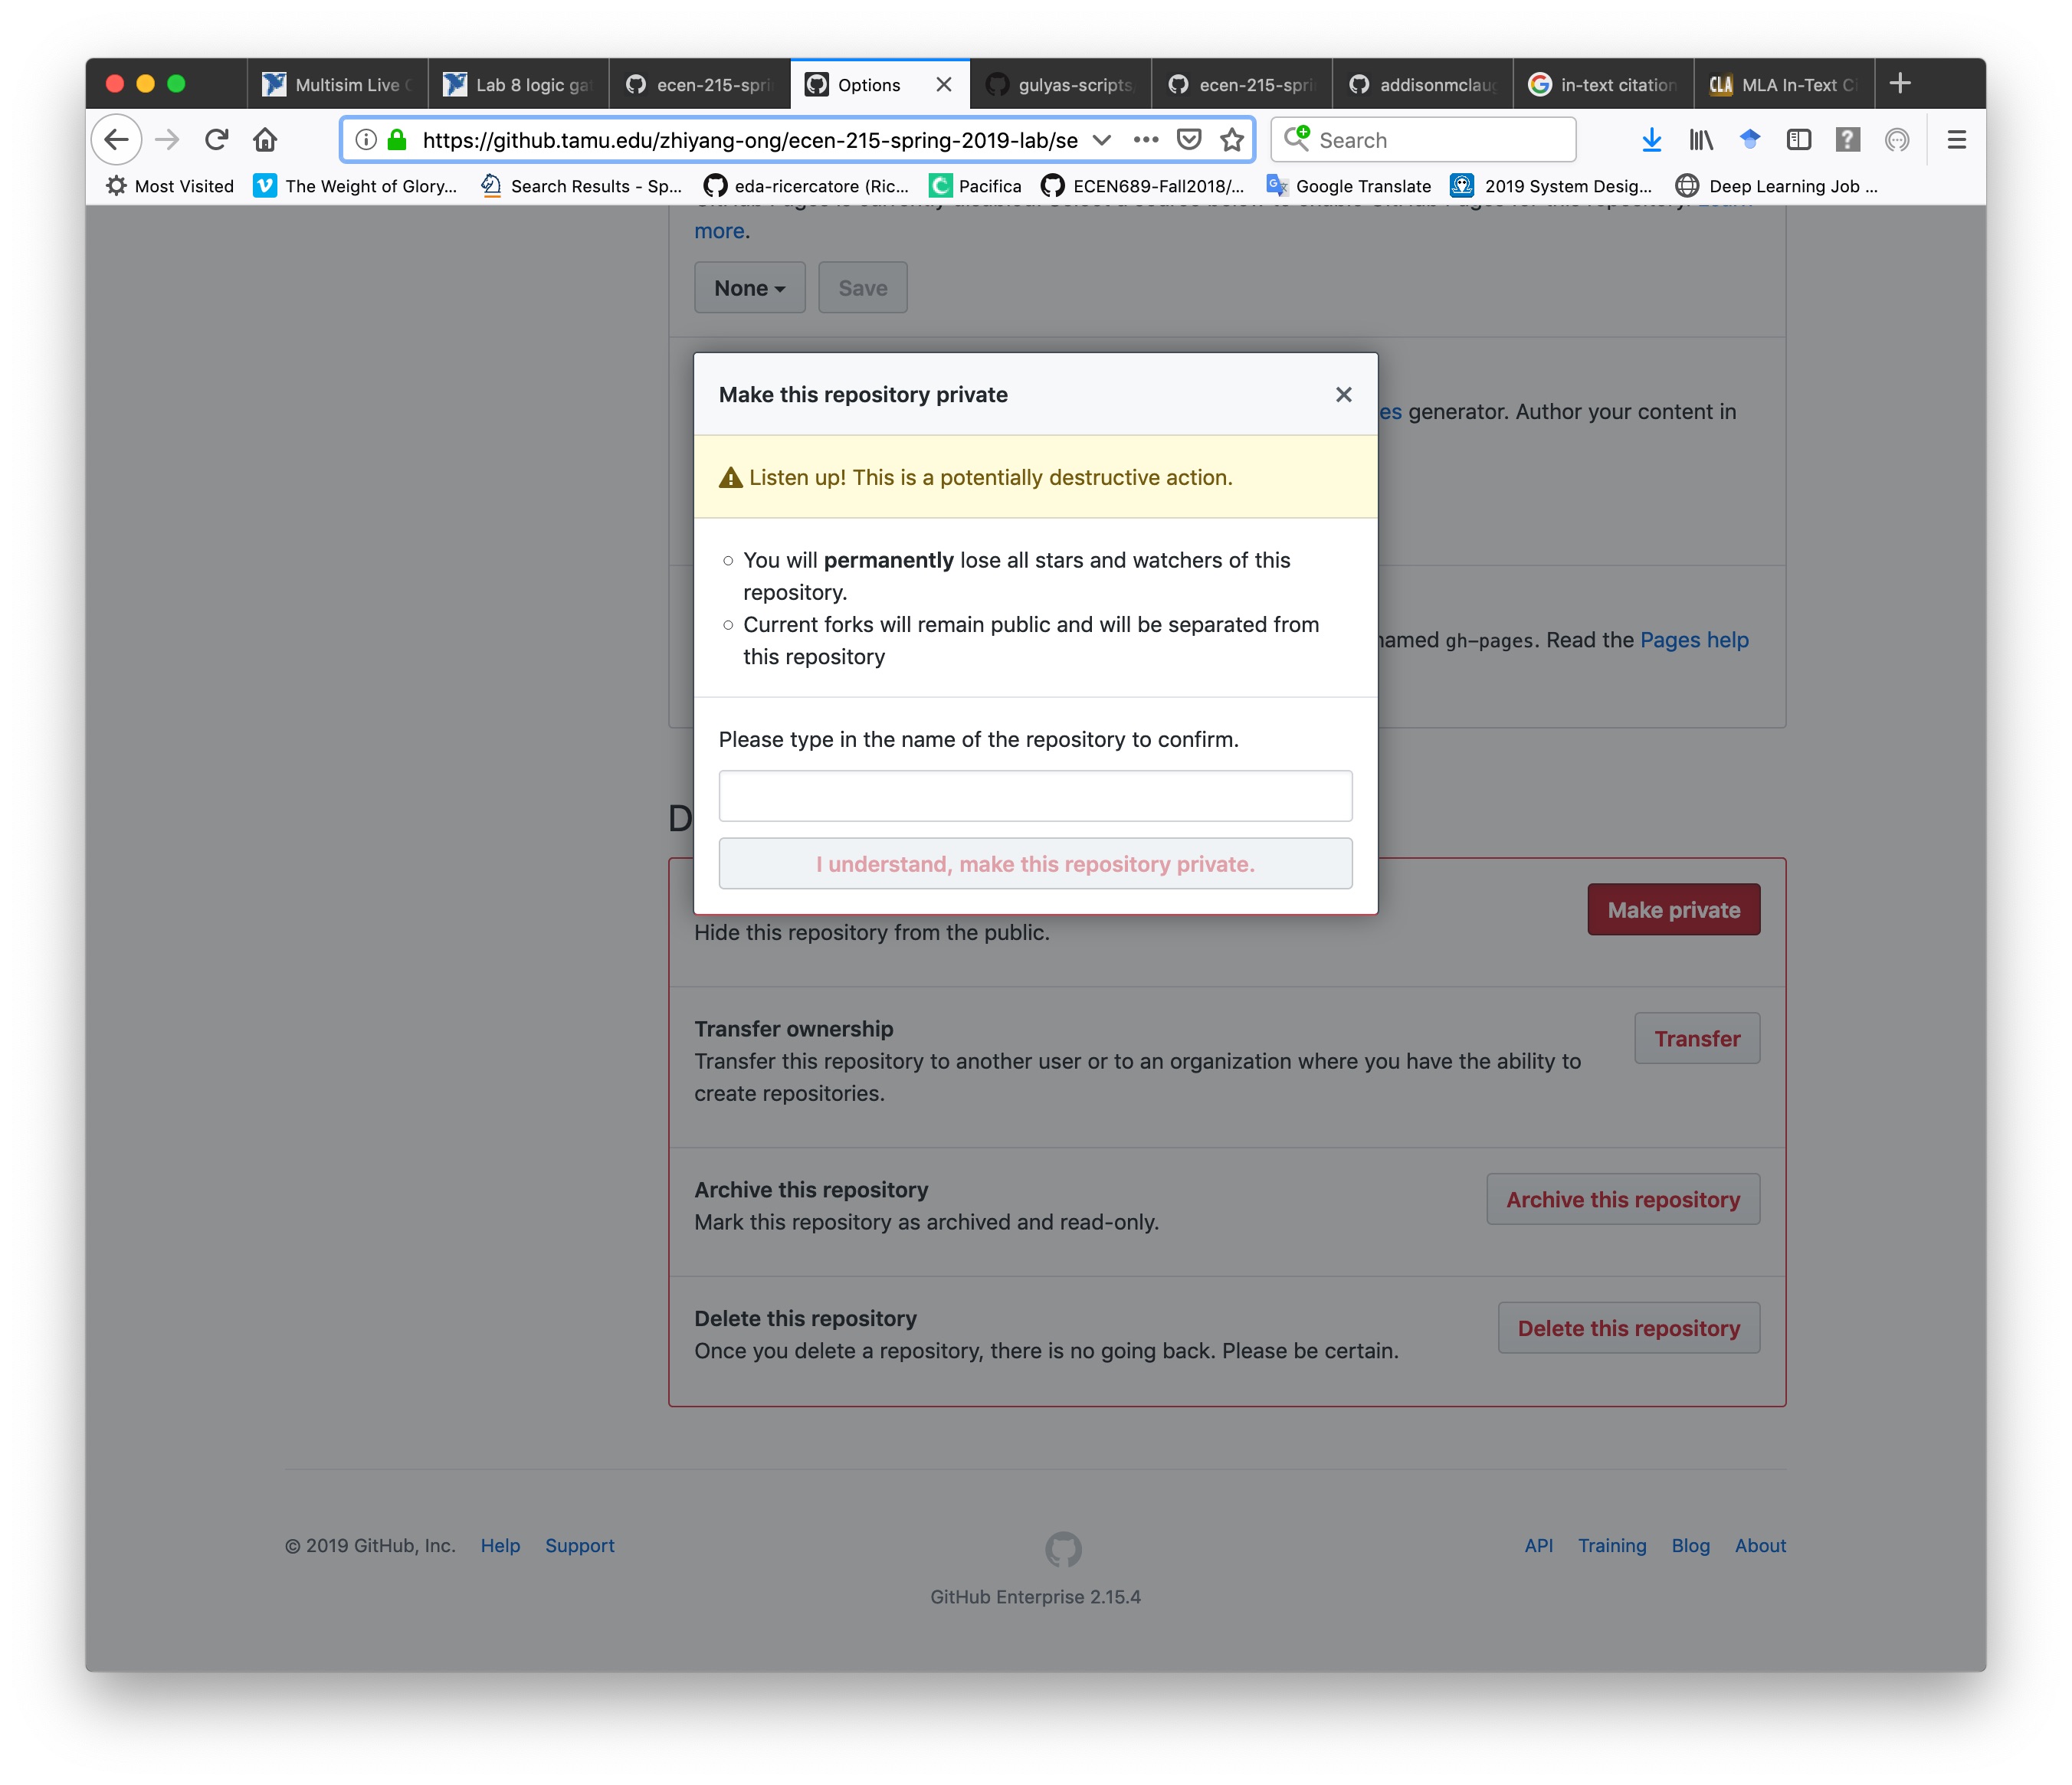 Multisim Live
Lab 8 logic ga
ecen-215-spri
Options
gulyas-scripts
ecen-215-spri
addisonmclau
in-text citation
CLA MLA In-Text C
https://github.tamu.edu/zhiyang-ong/ecen-215-spring-2019-lab/se
Search
Most Visited
The Weight of Glory...
Search Results - Sp...
eda-ricercatore (Ric...
Pacifica
ECEN689-Fall2018/...
Google Translate
2019 System Desig...
Deep Learning Job ...
more.
None
Save
Make this repository private
es generator. Author your content in
Listen up! This is a potentially destructive action.
You will permanently lose all stars and watchers of this
repository.
Current forks will remain public and will be separated from
this repository
named gh-pages. Read the Pages help
Please type in the name of the repository to confirm.
D
I understand, make this repository private.
Make private
Hide this repository from the public.
Transfer ownership
Transfer this repository to another user or to an organization where you have the ability to
create repositories.
Transfer
Archive this repository
Mark this repository as archived and read-only.
Archive this repository
Delete this repository
Once you delete a repository, there is no going back. Please be certain.
Delete this repository
© 2019 GitHub, Inc.
Help
Support
GitHub Enterprise 2.15.4
API
Training
Blog
About